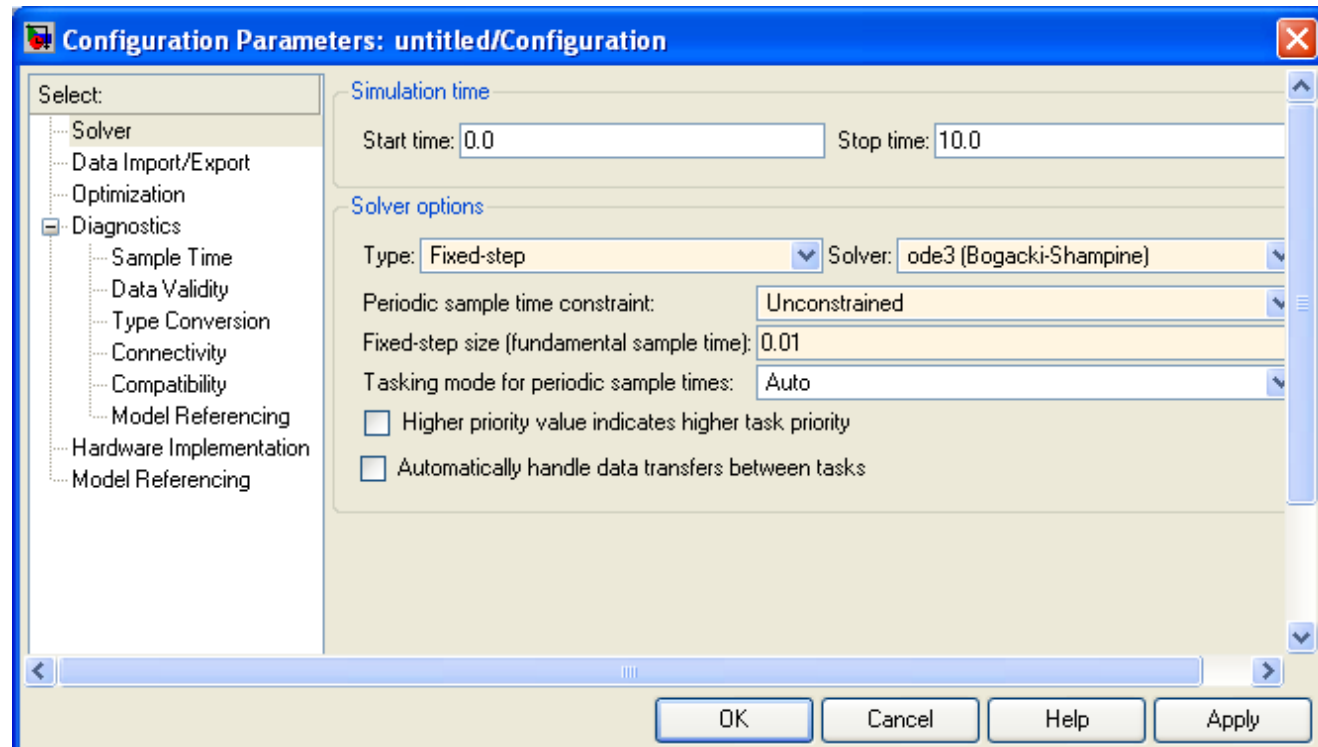 Configuration Parameters: untitled/Configuration
Select:
Solver
Data Import/Export
Optimization
Diagnostics
Sample Time
Data Validity
Type Conversion
Connectivity
Compatibility
Model Referencing
Hardware Implementation
Model Referencing
Simulation time
Start time: 0.0 Stop time: 10.0
Solver options
Type: Fixed-step Solver: ode3 (Bogacki-Shampine)
Periodic sample time constraint: Unconstrained
Fixed-step size (fundamental sample time): 0.01
Tasking mode for periodic sample times: Auto
Higher priority value indicates higher task priority
Automatically handle data transfers between tasks
OK Cancel Help Apply